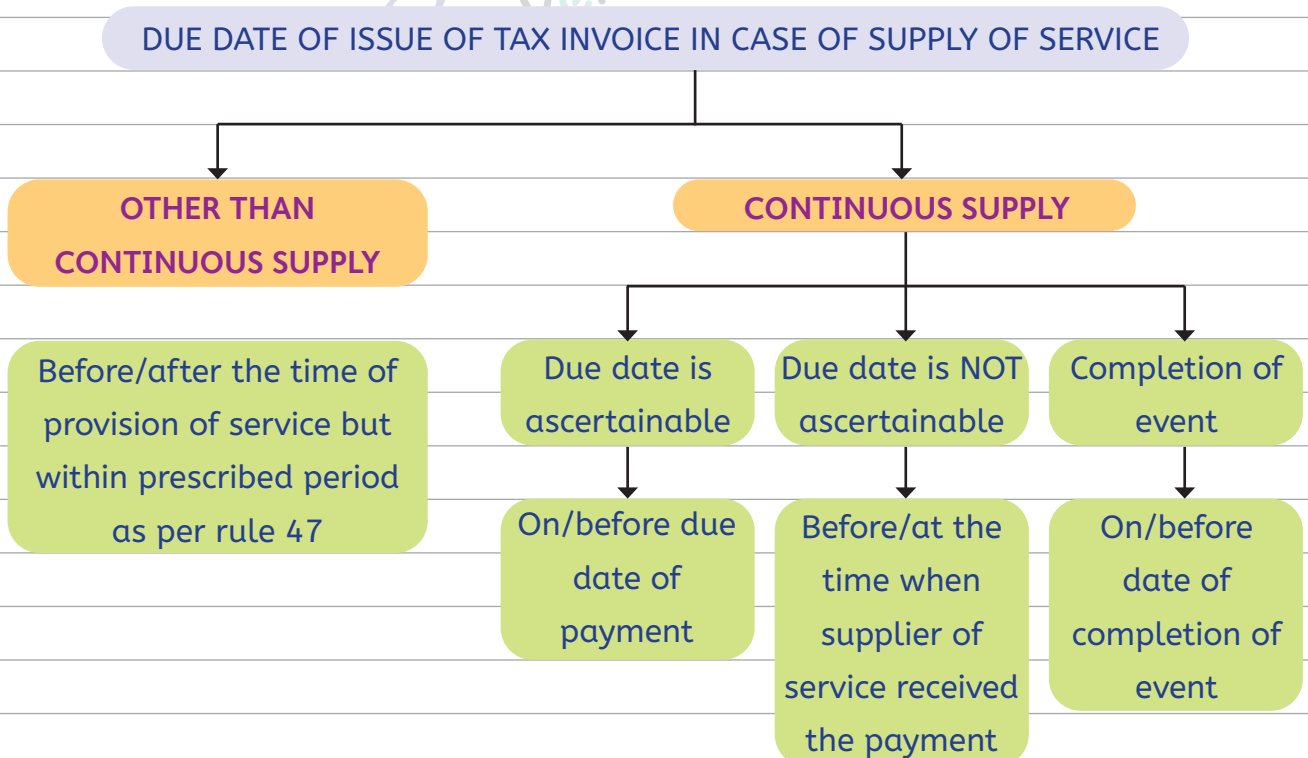 DUE DATE OF ISSUE OF TAX INVOICE IN CASE OF SUPPLY OF SERVICE
OTHER THAN
CONTINUOUS SUPPLY
Before/after the time of
provision of service but
within prescribed period
as per rule 47
CONTINUOUS SUPPLY
Due date is
ascertainable
On/before due
date of
payment
Due date is NOT
ascertainable
Before/at the
time when
supplier of
service received
the payment
Completion of
event
On/before
date of
completion of
event